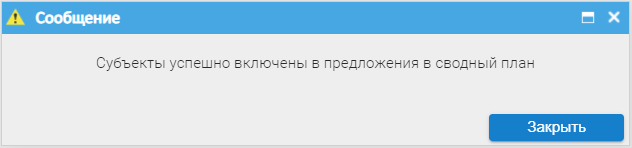 Сообщение
Субъекты успешно включены в предложения в сводный план
Закрыть